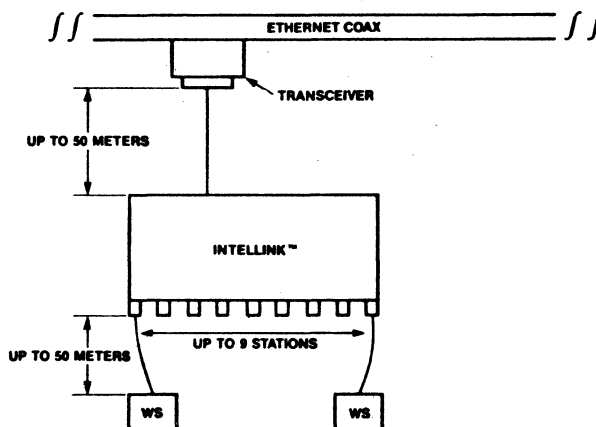 ETHERNET COAX
TRANSCEIVER
UP TO 50 METERS
INTELLINK™
UP TO 9 STATIONS
UP TO 50 METERS
WS
WS